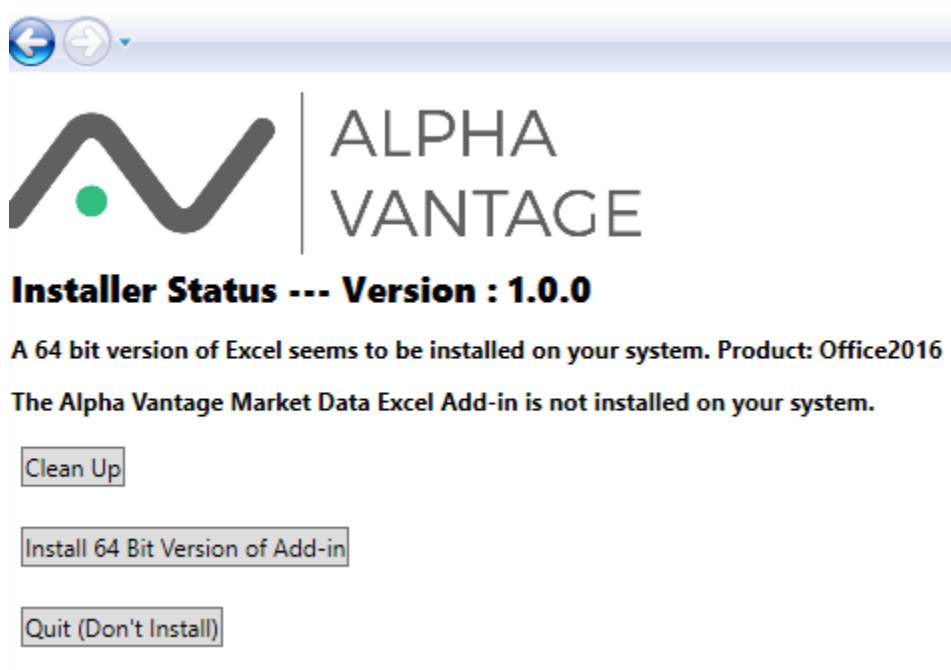 ALPHA
VANTAGE
Installer Status --- Version : 1.0.0
A 64 bit version of Excel seems to be installed on your system. Product: Office2016
The Alpha Vantage Market Data Excel Add-in is not installed on your system.
Clean Up
Install 64 Bit Version of Add-in
Quit (Don't Install)